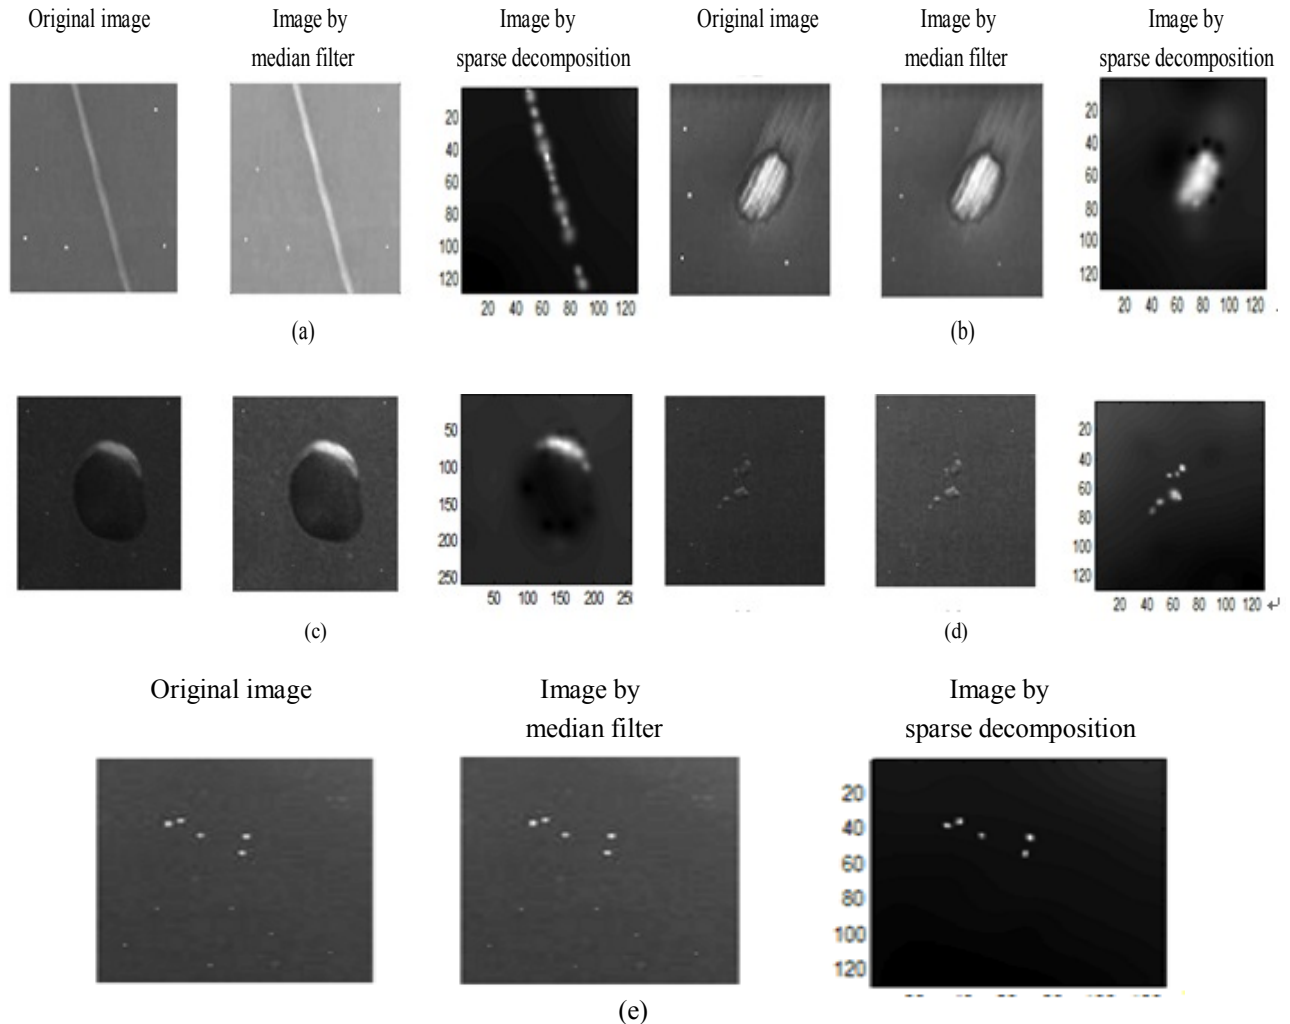 Original image
Image by
median filter
Image by
sparse decomposition
Original image
Image by
median filter
Image by
sparse decomposition
20
40
60
80
100
120
20 40 60 80 100 120
(a)
20
40
60
80
100
120
20 40 60 80 100 120
(b)
50
100
150
200
250
50 100 150 200
(c)
20
40
60
80
100
120
20 40 60 80 100 120 ↵
(d)
Original image
Image by
median filter
Image by
sparse decomposition
20
40
60
80
100
120
(e)